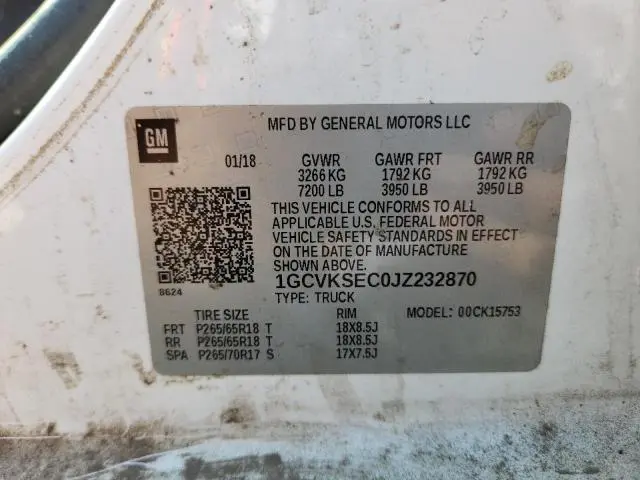 GM
MFD BY GENERAL MOTORS LLC
01/18 GVWR GAWR FRT GAWR RR
3266 KG 1792 KG 1792 KG
7200 LB 3950 LB 3950 LB
THIS VEHICLE CONFORMS TO ALL
APPLICABLE U.S. FEDERAL MOTOR
VEHICLE SAFETY STANDARDS IN EFFECT
ON THE DATE OF MANUFACTURE
SHOWN ABOVE.
8624
1GCVKSEC0JZ232870
TYPE: TRUCK MODEL: 00CK15753
TIRE SIZE RIM
FRT P265/65R18 T 18X8.5J
RR P265/65R18 T 18X8.5J
SPA P265/70R17 S 17X7.5J